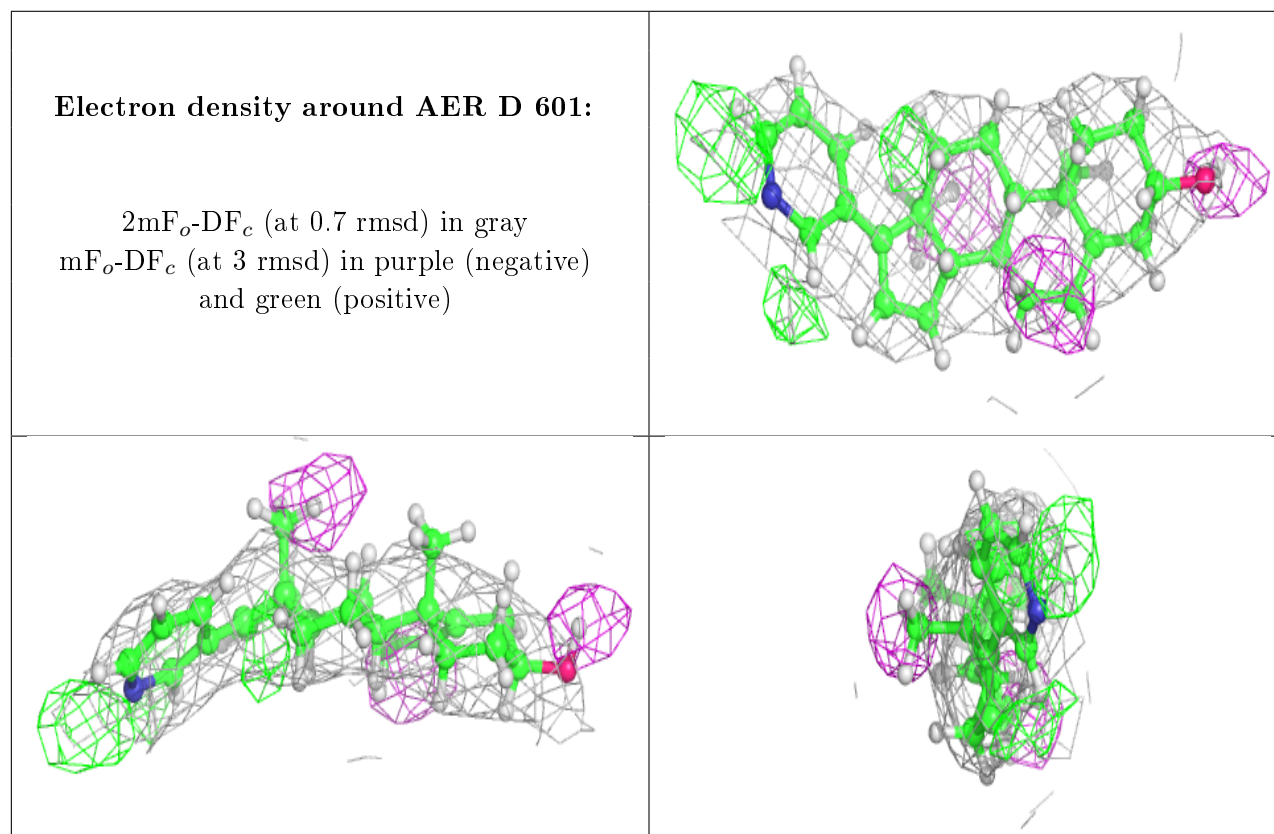 Electron density around AER D 601:
2mFₒ-DF𝒸 (at 0.7 rmsd) in gray
mFₒ-DF𝒸 (at 3 rmsd) in purple (negative)
and green (positive)